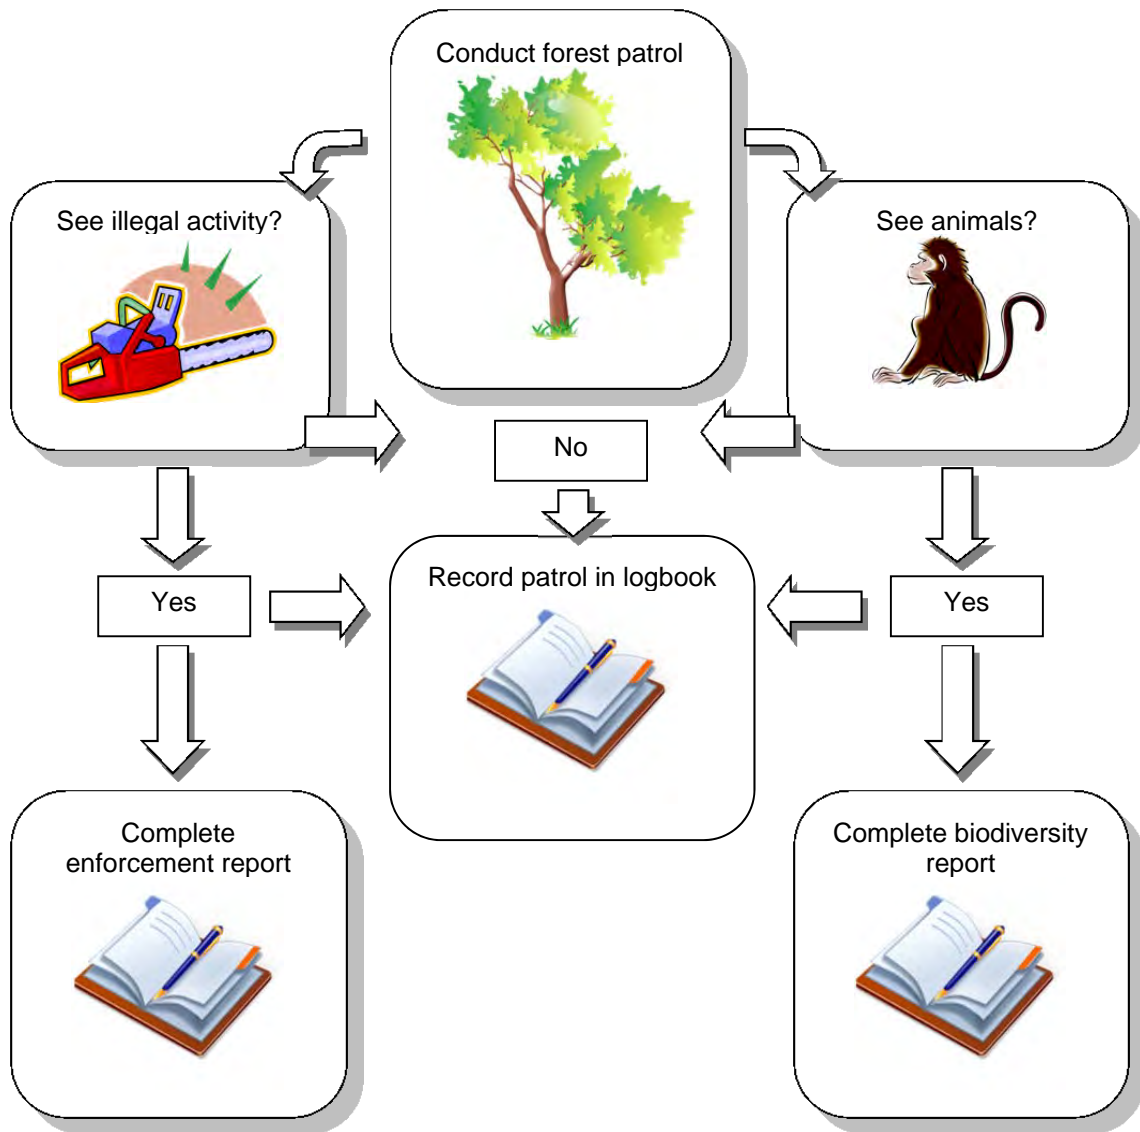 Conduct forest patrol
See illegal activity?
See animals?
No
Record patrol in logbook
Yes
Yes
Complete
enforcement report
Complete biodiversity
report